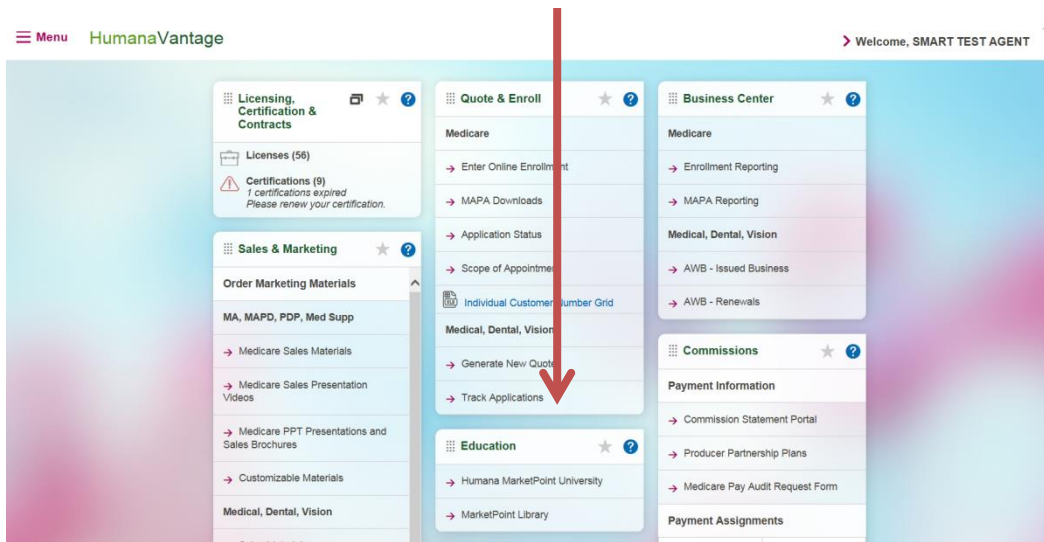 Menu
HumanaVantage
Welcome, SMART TEST AGENT
Licensing,
Certification &
Contracts
Licenses (56)
Certifications (9)
1 certifications expired
Please renew your certification.
Sales & Marketing
Order Marketing Materials
MA, MAPD, PDP, Med Supp
Medicare Sales Materials
Medicare Sales Presentation
Videos
Medicare PPT Presentations and
Sales Brochures
Customizable Materials
Medical, Dental, Vision
Quote & Enroll
Medicare
Enter Online Enrollment
MAPA Downloads
Application Status
Scope of Appointment
Individual Customer Number Grid
Medical, Dental, Vision
Generate New Quote
Track Applications
Education
Humana MarketPoint University
MarketPoint Library
Business Center
Medicare
Enrollment Reporting
MAPA Reporting
Medical, Dental, Vision
AWB - Issued Business
AWB - Renewals
Commissions
Payment Information
Commission Statement Portal
Producer Partnership Plans
Medicare Pay Audit Request Form
Payment Assignments